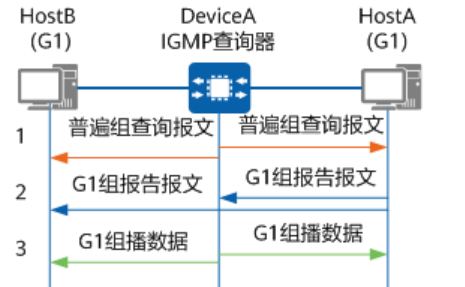 HostB
(G1)
DeviceA
IGMP查询器
HostA
(G1)
1
普遍组查询报文
普遍组查询报文
2
G1组报告报文
G1组报告报文
3
G1组播数据
G1组播数据